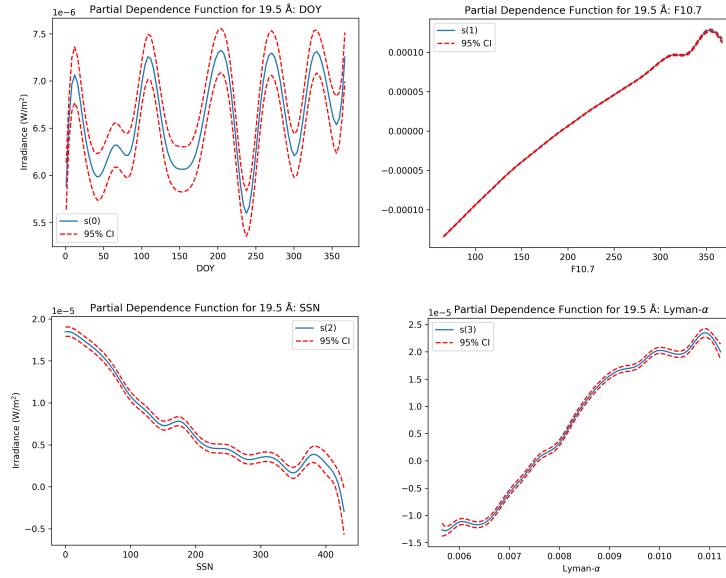 Partial Dependence Function for 19.5 Å: DOY
1e−6
7.5
7.0
6.5
6.0
5.5
Irradiance (W/m²)
s(0)
95% CI
0 50 100 150 200 250 300 350
DOY
Partial Dependence Function for 19.5 Å: F10.7
s(1)
95% CI
0.00010
0.00005
0.00000
−0.00005
−0.00010
100 150 200 250 300 350
F10.7
Partial Dependence Function for 19.5 Å: SSN
1e−5
2.0
1.5
1.0
0.5
0.0
−0.5
Irradiance (W/m²)
s(2)
95% CI
0 100 200 300 400
SSN
Partial Dependence Function for 19.5 Å: Lyman-α
1e−5
2.5
2.0
1.5
1.0
0.5
0.0
−0.5
−1.0
−1.5
s(3)
95% CI
0.006 0.007 0.008 0.009 0.010 0.011
Lyman-α